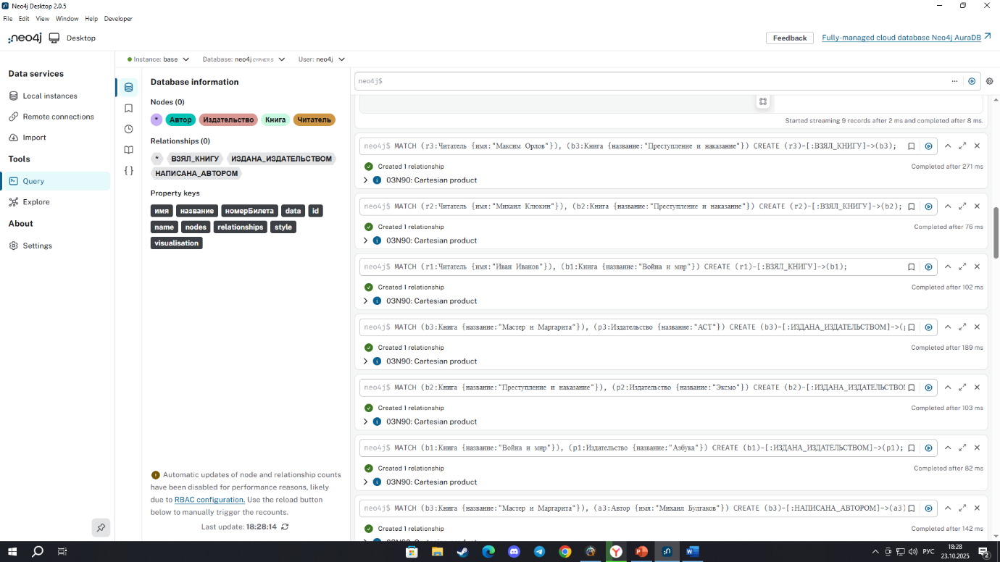 Neo4j Desktop 2.0.5
File Edit View Window Help Developer
neo4j Desktop
Feedback Fully-managed cloud database Neo4j AuraDB
Instance: base Database: neo4j CYPHER 5 User: neo4j
Data services
Local instances
Remote connections
Import
Tools
Query
Explore
About
Settings
Database information
Nodes (0)
* Автор Издательство Книга Читатель
Relationships (0)
* ВЗЯЛ_КНИГУ ИЗДАНА_ИЗДАТЕЛЬСТВОМ
НАПИСАНА_АВТОРОМ
Property keys
имя название номерБилета data id
name nodes relationships style
visualisation
Automatic updates of node and relationship counts
have been disabled for performance reasons, likely
due to RBAC configuration. Use the reload button
below to manually trigger the recounts.
Last update: 18:28:14
neo4j$
Started streaming 9 records after 2 ms and completed after 8 ms.
neo4j$ MATCH (r3:Читатель {имя:"Максим Орлов"}), (b3:Книга {название:"Преступление и наказание"}) CREATE (r3)-[:ВЗЯЛ_КНИГУ]->(b3);
Created 1 relationship Completed after 271 ms
03N90: Cartesian product
neo4j$ MATCH (r2:Читатель {имя:"Михаил Клюкин"}), (b2:Книга {название:"Преступление и наказание"}) CREATE (r2)-[:ВЗЯЛ_КНИГУ]->(b2);
Created 1 relationship Completed after 76 ms
03N90: Cartesian product
neo4j$ MATCH (r1:Читатель {имя:"Иван Иванов"}), (b1:Книга {название:"Война и мир"}) CREATE (r1)-[:ВЗЯЛ_КНИГУ]->(b1);
Created 1 relationship Completed after 102 ms
03N90: Cartesian product
neo4j$ MATCH (b3:Книга {название:"Мастер и Маргарита"}), (p3:Издательство {название:"АСТ"}) CREATE (b3)-[:ИЗДАНА_ИЗДАТЕЛЬСТВОМ]->(
Created 1 relationship Completed after 189 ms
03N90: Cartesian product
neo4j$ MATCH (b2:Книга {название:"Преступление и наказание"}), (p2:Издательство {название:"Эксмо"}) CREATE (b2)-[:ИЗДАНА_ИЗДАТЕЛЬСТВО
Created 1 relationship Completed after 103 ms
03N90: Cartesian product
neo4j$ MATCH (b1:Книга {название:"Война и мир"}), (p1:Издательство {название:"Азбука"}) CREATE (b1)-[:ИЗДАНА_ИЗДАТЕЛЬСТВОМ]->(p1);
Created 1 relationship Completed after 82 ms
03N90: Cartesian product
neo4j$ MATCH (b3:Книга {название:"Мастер и Маргарита"}), (a3:Автор {имя:"Михаил Булгаков"}) CREATE (b3)-[:НАПИСАНА_АВТОРОМ]->(a3)
Created 1 relationship Completed after 142 ms
03N90: Cartesian product
РУС 18:28
23.10.2025 2